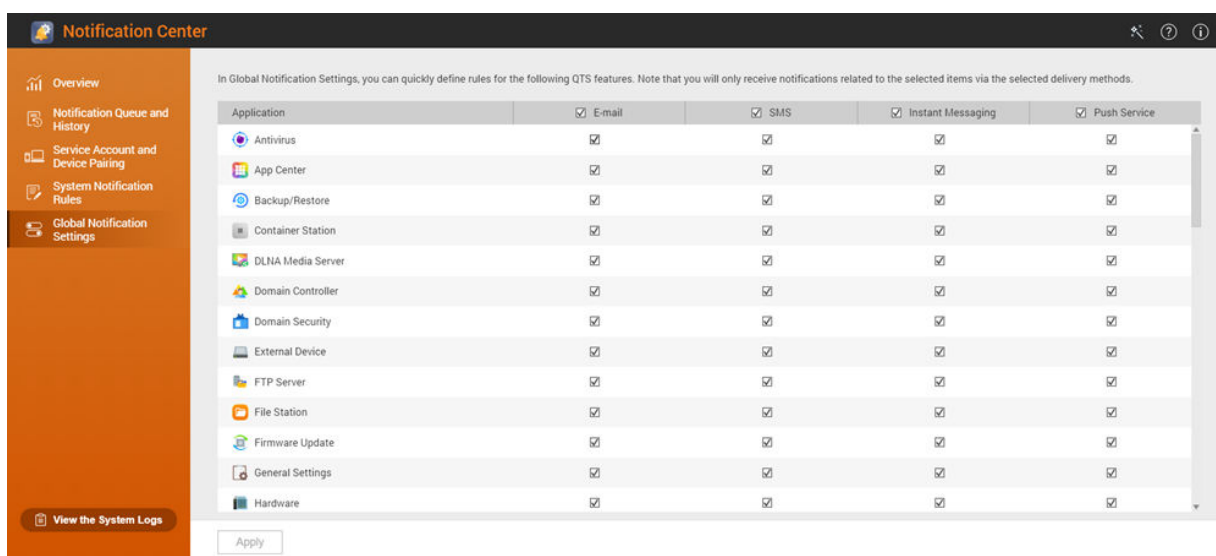 Notification Center
Overview
Notification Queue and
History
Service Account and
Device Pairing
System Notification
Rules
Global Notification
Settings
View the System Logs
In Global Notification Settings, you can quickly define rules for the following QTS features. Note that you will only receive notifications related to the selected items via the selected delivery methods.
Application E-mail SMS Instant Messaging Push Service
Antivirus
App Center
Backup/Restore
Container Station
DLNA Media Server
Domain Controller
Domain Security
External Device
FTP Server
File Station
Firmware Update
General Settings
Hardware
Apply